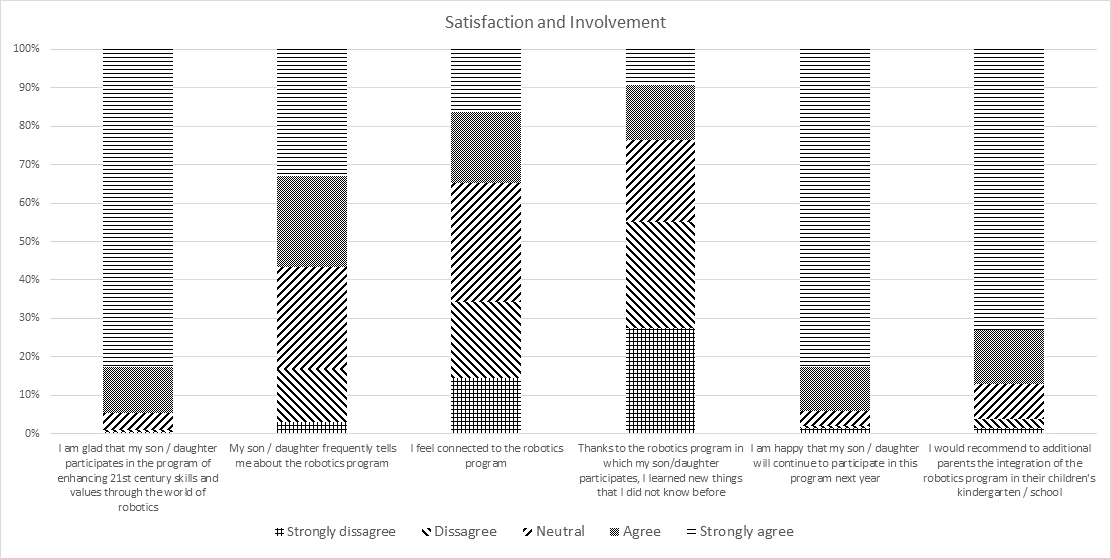 Satisfaction and Involvement
100%
90%
80%
70%
60%
50%
40%
30%
20%
10%
0%
I am glad that my son / daughter
participates in the program of
enhancing 21st century skills and
values through the world of
robotics
My son / daughter frequently tells
me about the robotics program
I feel connected to the robotics
program
Thanks to the robotics program in
which my son/daughter
participates, I learned new things
that I did not know before
I am happy that my son / daughter
will continue to participate in this
program next year
I would recommend to additional
parents the integration of the
robotics program in their children's
kindergarten / school
Strongly dissagree
Dissagree
Neutral
Agree
Strongly agree